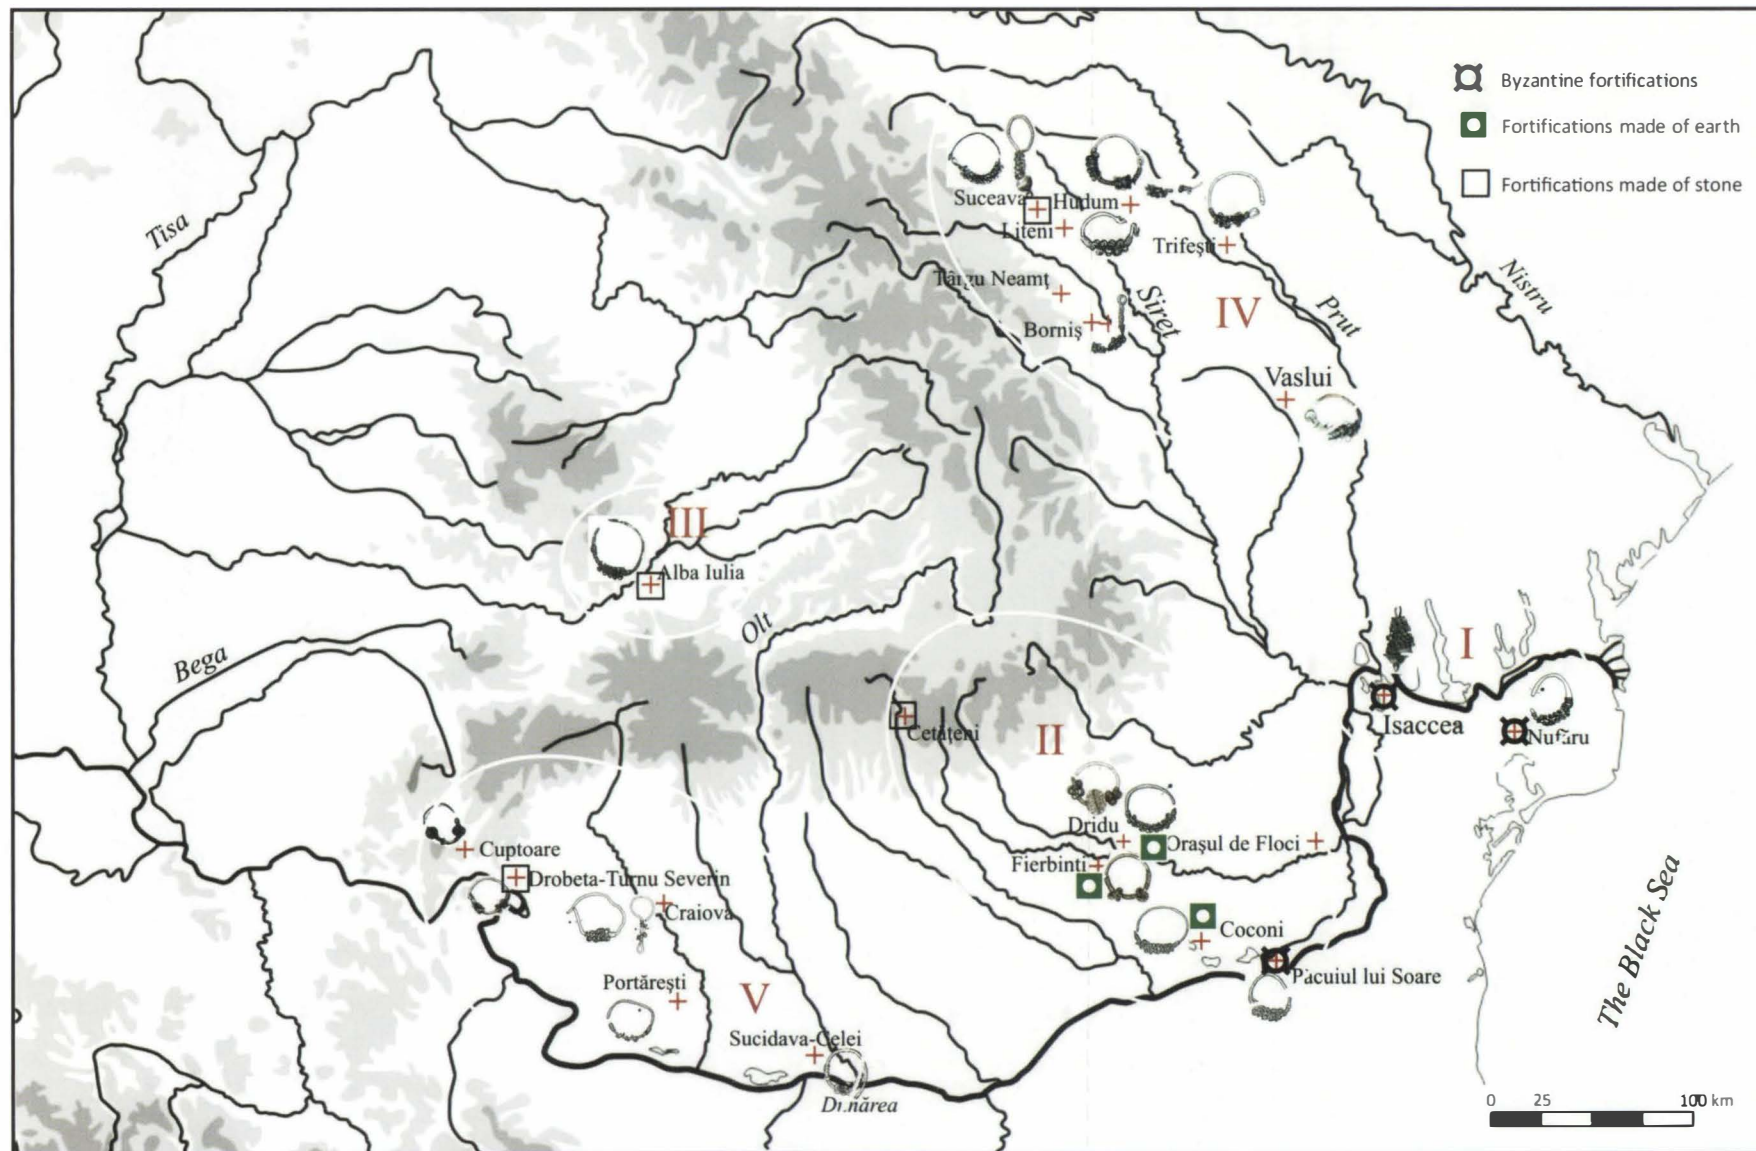 Byzantine fortifications
Fortifications made of earth
Fortifications made of stone
Tisa
Suceava
Hudum
Liteni
Trifești
Târgu Neamț
Siret
Nistru
IV
Prut
Borniș
Vaslui
III
Alba Iulia
Olt
Bega
I
Isaccea
Nufăru
Cetățeni
II
Dridu
Orașul de Floci
Fierbinți
Cuptoare
Drobeta-Turnu Severin
Craiova
Coconi
Păcuiul lui Soare
Portărești
V
Sucidava-Celei
Dunărea
The Black Sea
0 25 100 km